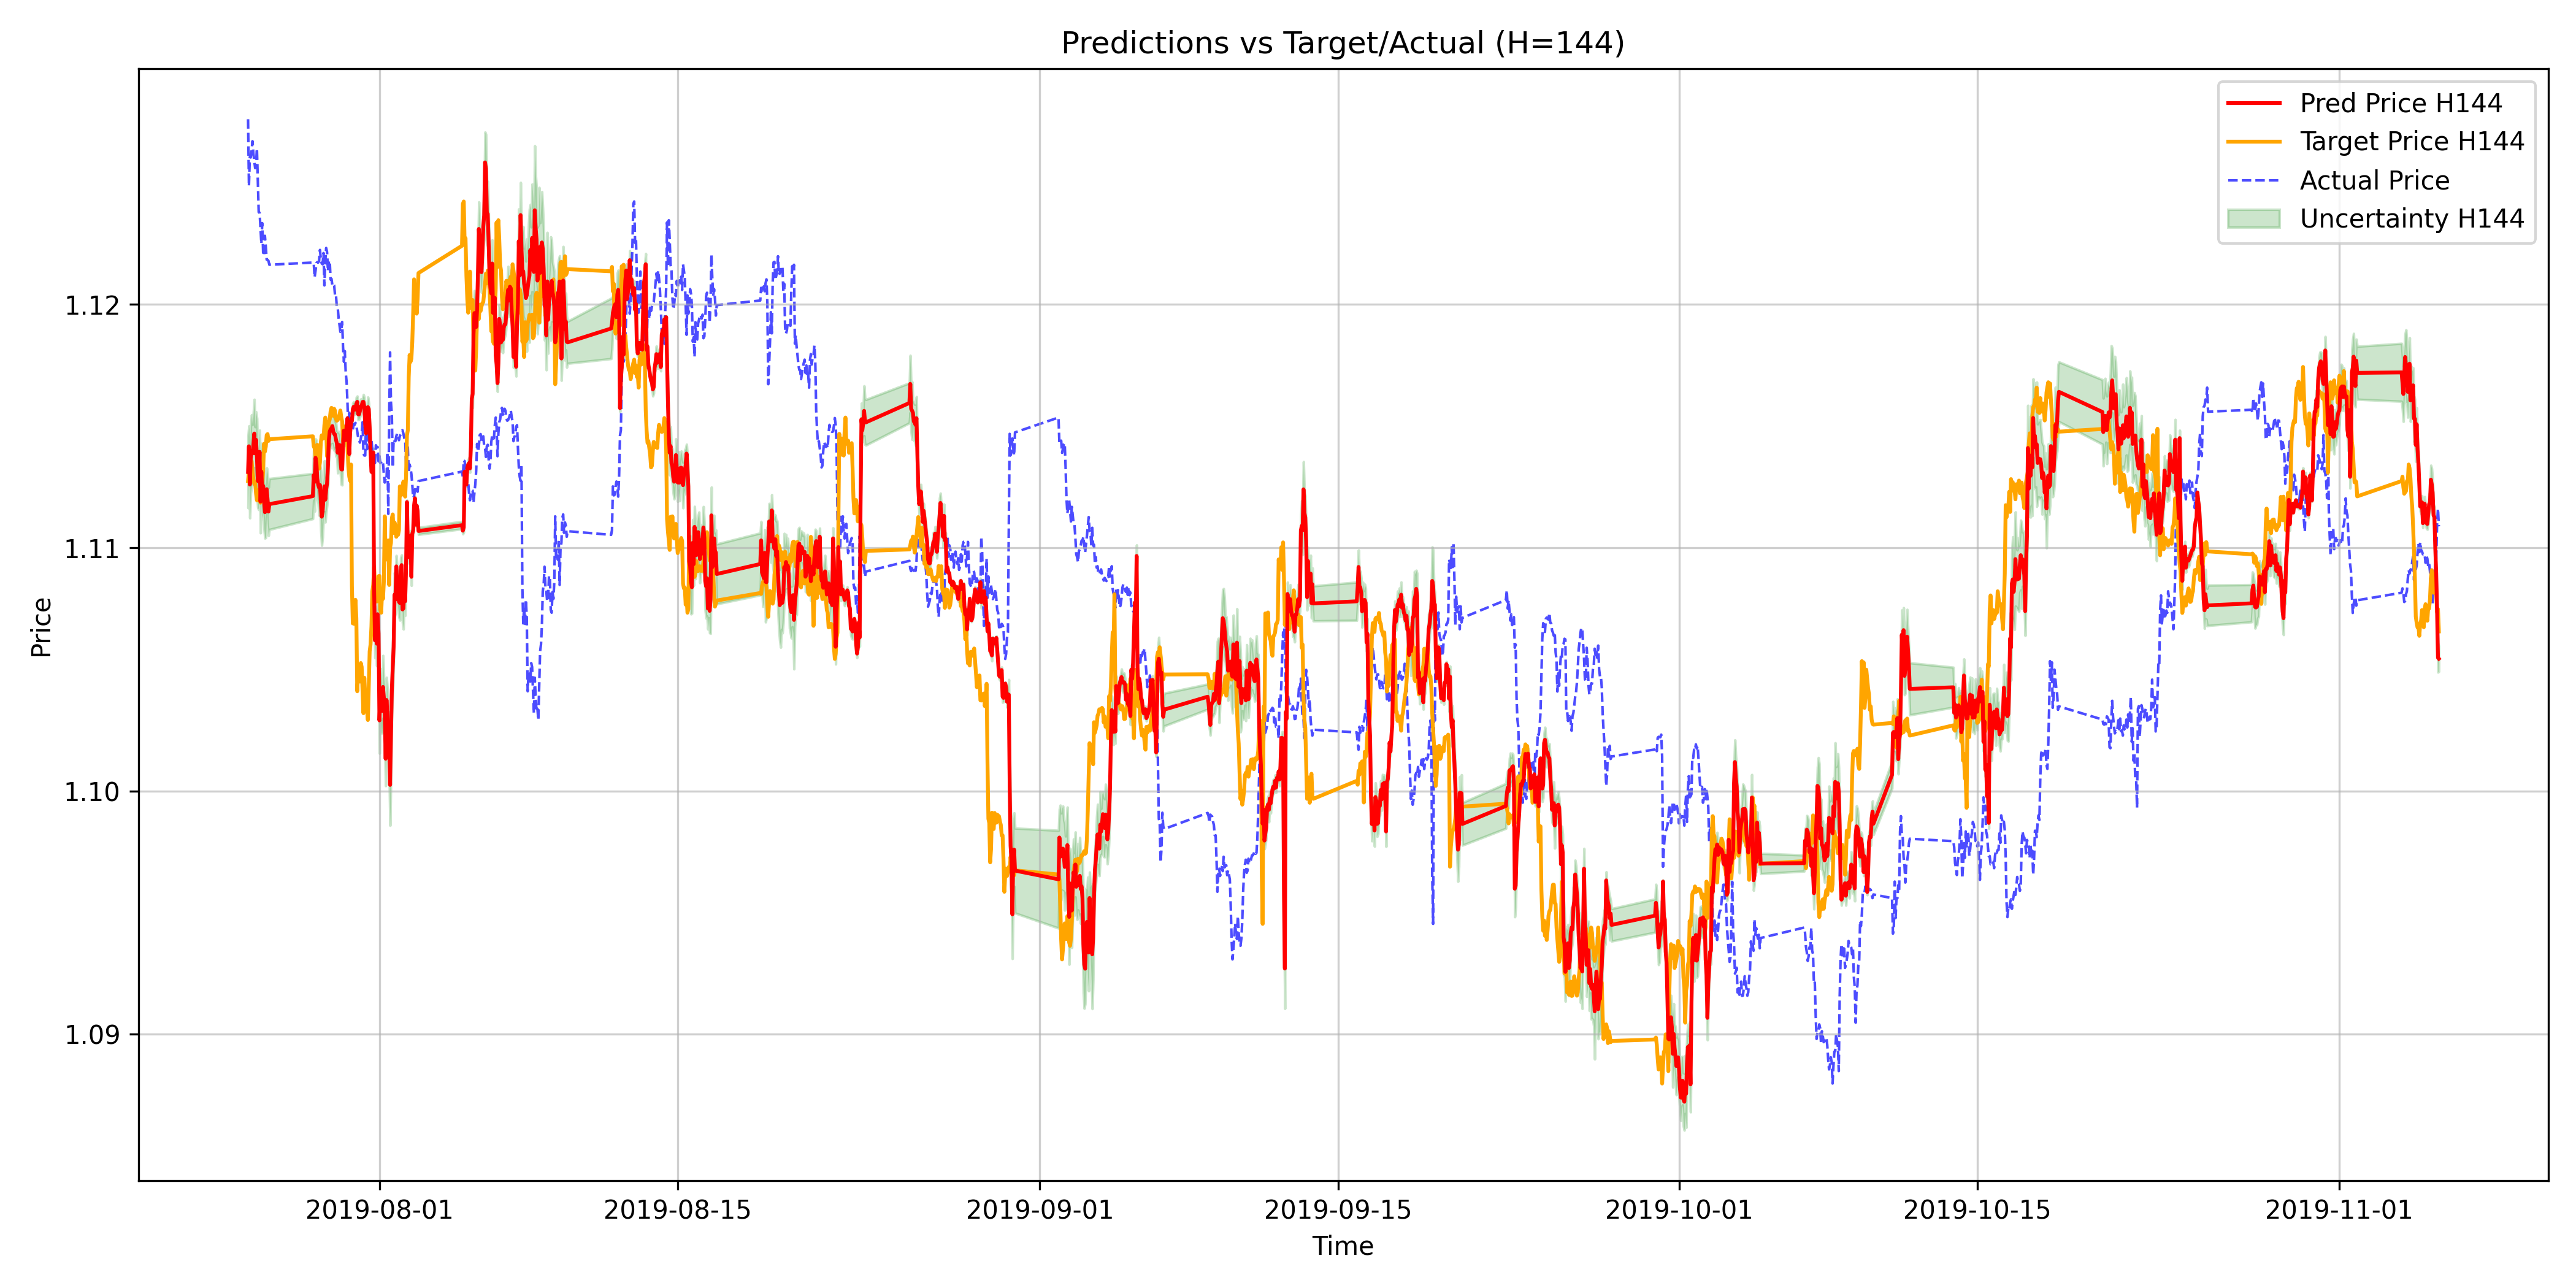 Predictions vs Target/Actual (H=144)
Pred Price H144
Target Price H144
Actual Price
Uncertainty H144
Price
1.12
1.11
1.10
1.09
2019-08-01
2019-08-15
2019-09-01
2019-09-15
2019-10-01
2019-10-15
2019-11-01
Time